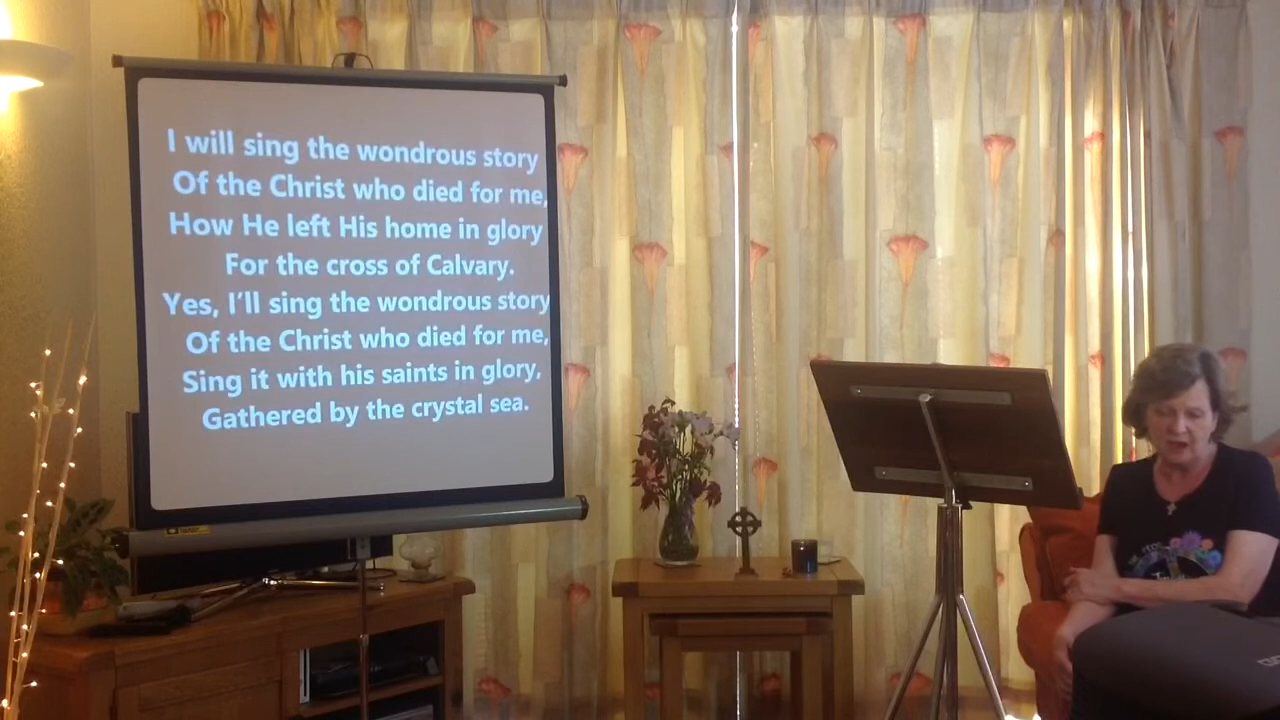 I will sing the wondrous story
Of the Christ who died for me,
How He left His home in glory
For the cross of Calvary.
Yes, I'll sing the wondrous story
Of the Christ who died for me,
Sing it with his saints in glory,
Gathered by the crystal sea.